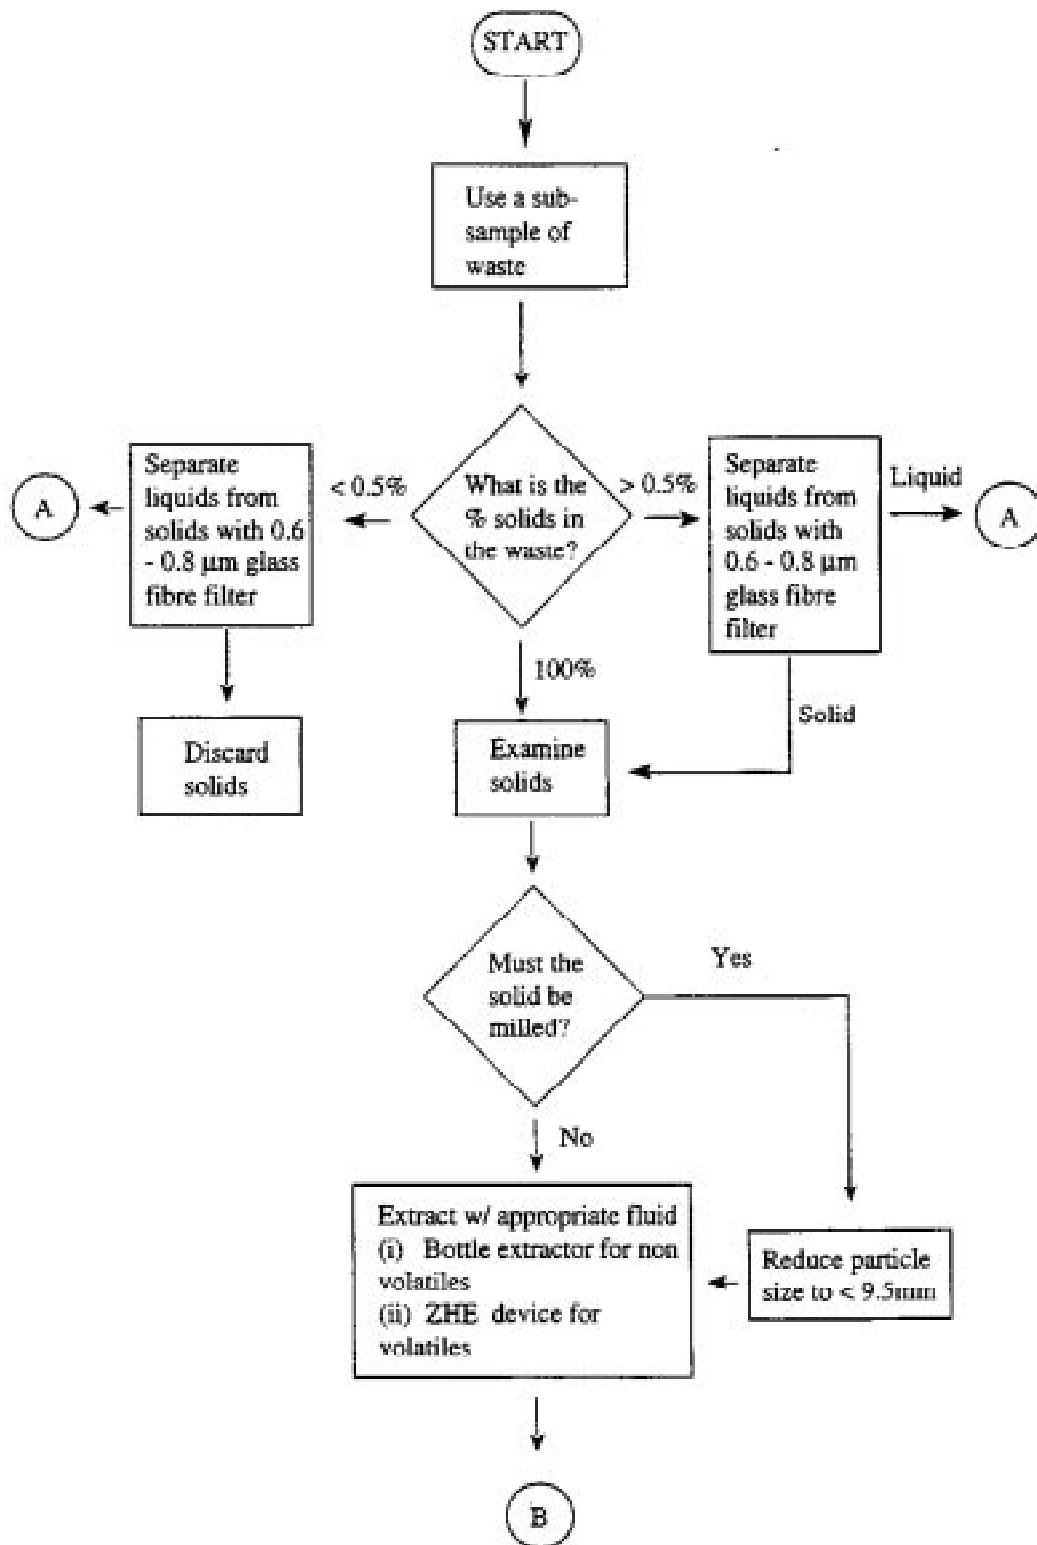 START
Use a sub-
sample of
waste
What is the
% solids in
the waste?
< 0.5%
Separate
liquids from
solids with 0.6
- 0.8 μm glass
fibre filter
A
Discard
solids
> 0.5%
Separate
liquids from
solids with
0.6 - 0.8 μm
glass fibre
filter
Liquid
A
Solid
100%
Examine
solids
Must the
solid be
milled?
Yes
No
Reduce particle
size to < 9.5mm
Extract w/ appropriate fluid
(i) Bottle extractor for non
volatiles
(ii) ZHE device for
volatiles
B